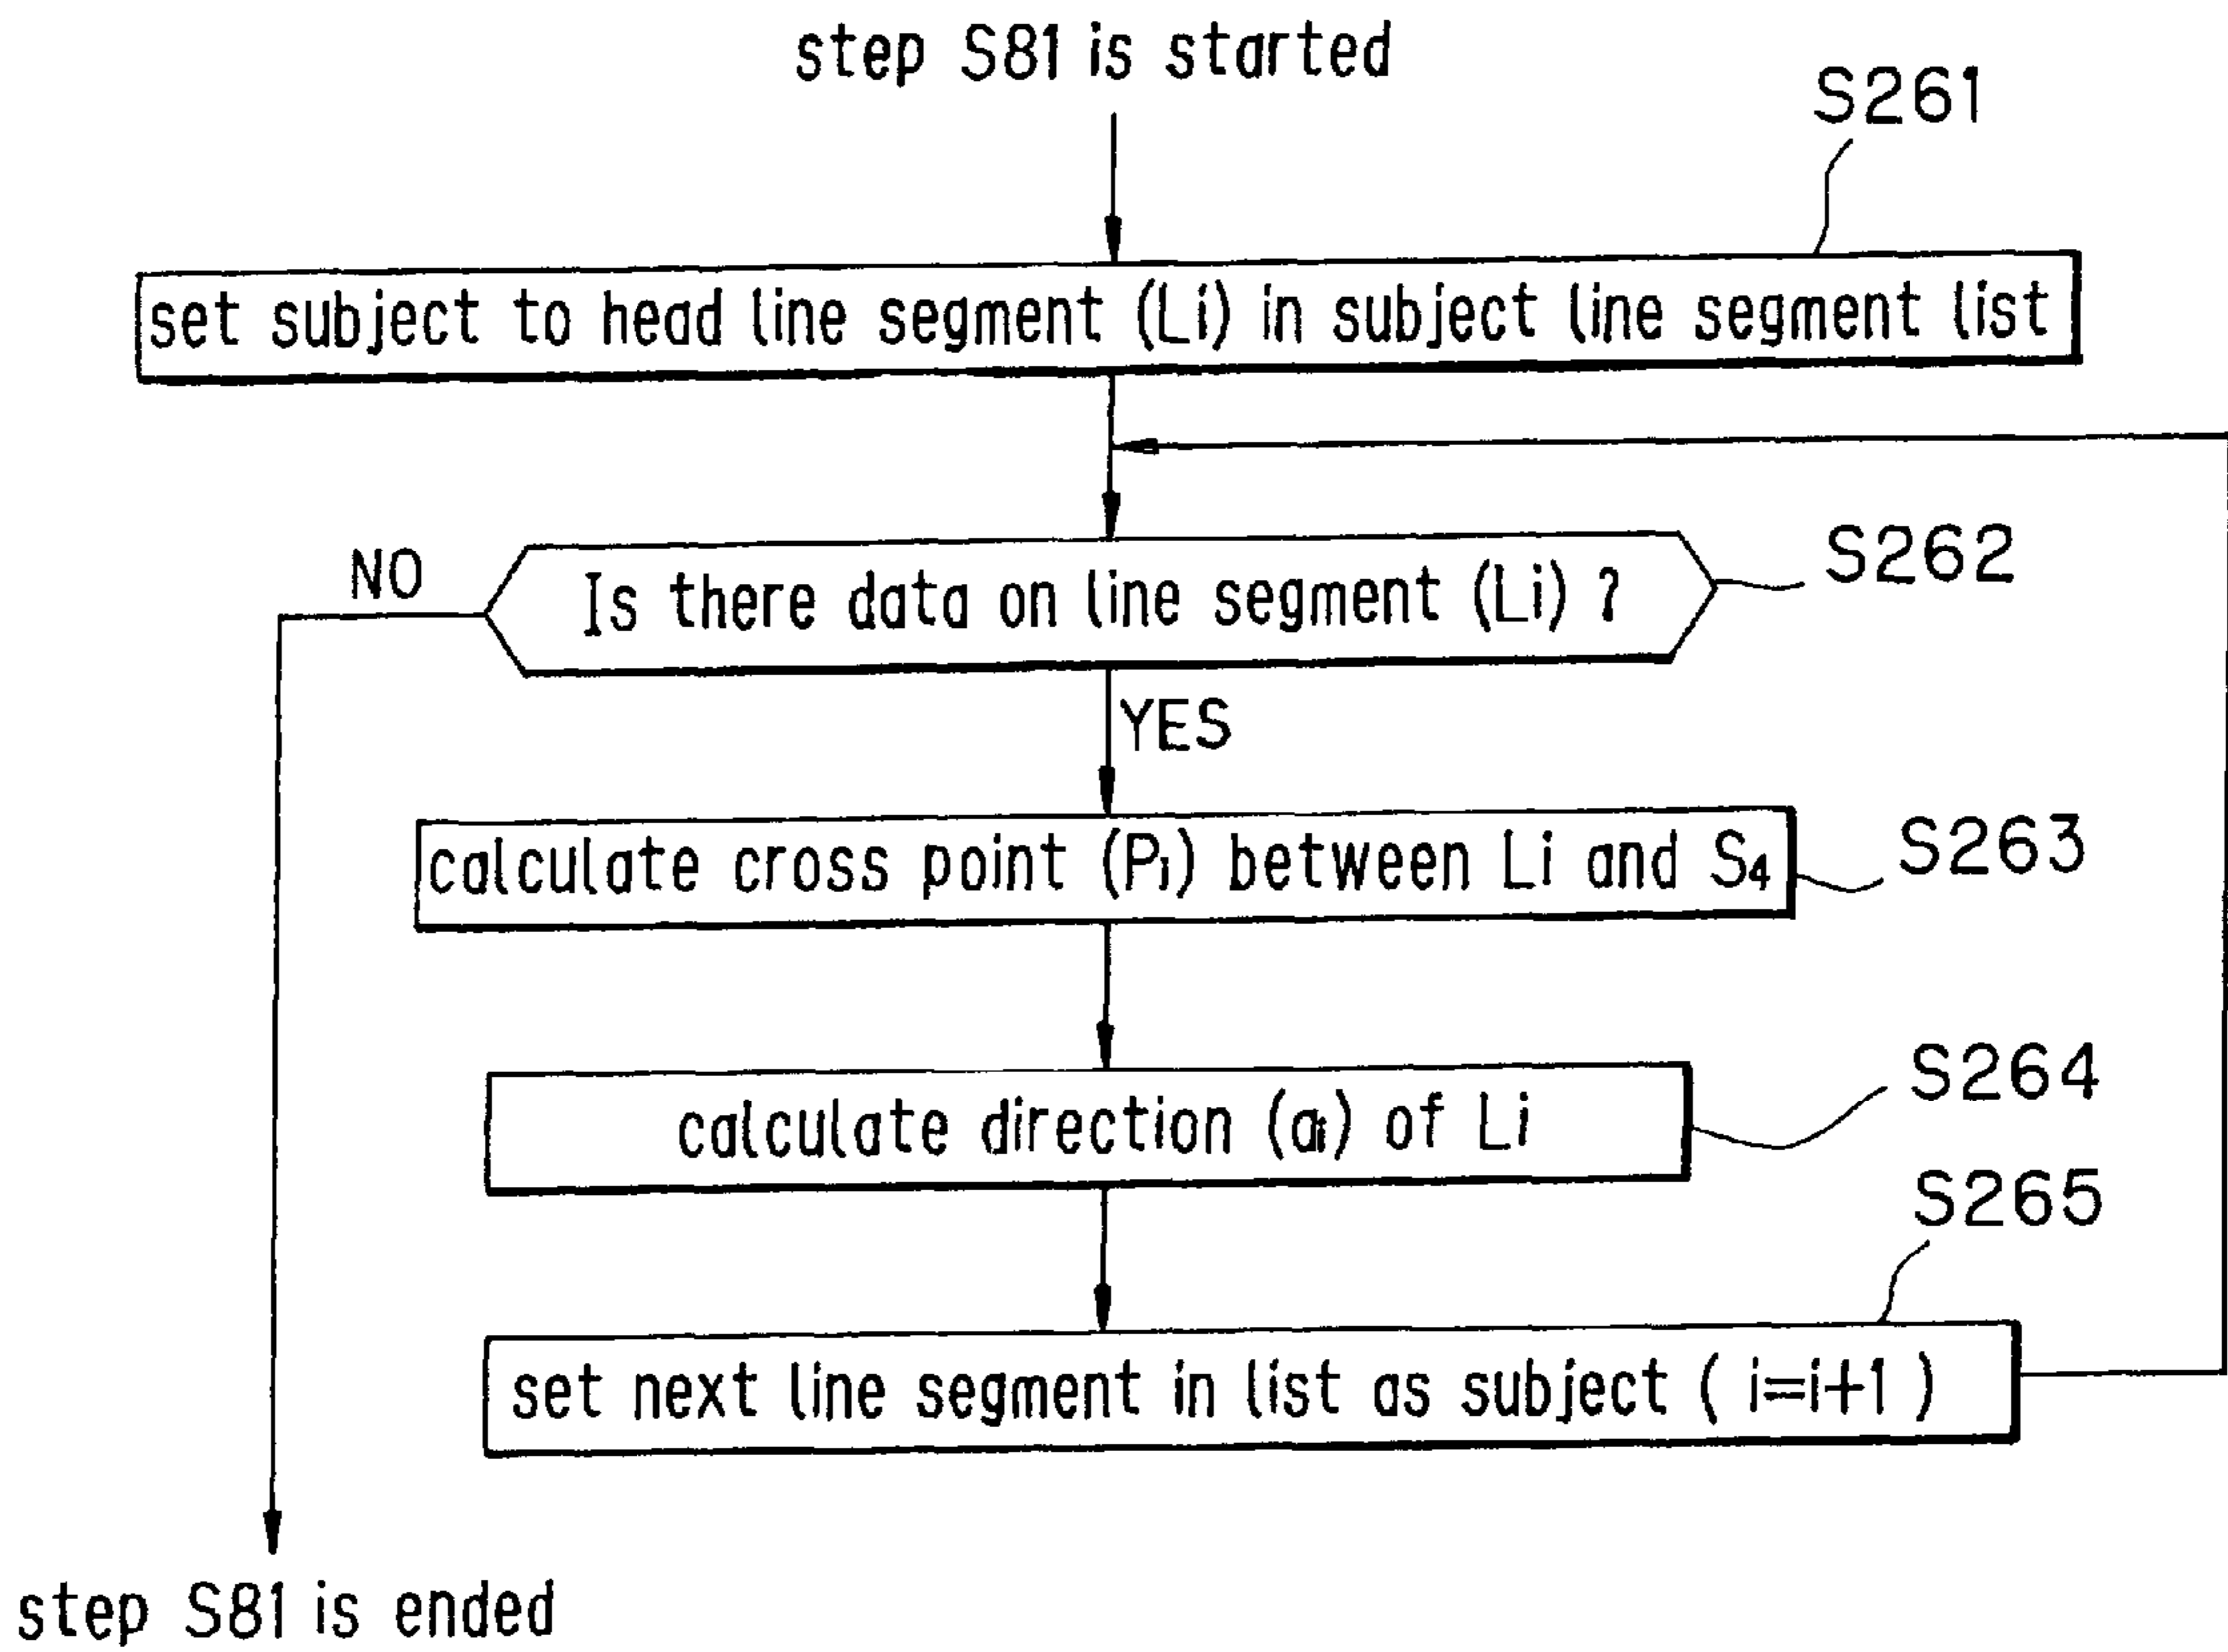 step S81 is started
S261
set subject to head line segment (Li) in subject line segment list
NO
Is there data on line segment (Li) ?
S262
YES
calculate cross point (Pi) between Li and S4
S263
calculate direction (ai) of Li
S264
S265
set next line segment in list as subject ( i=i+1 )
step S81 is ended